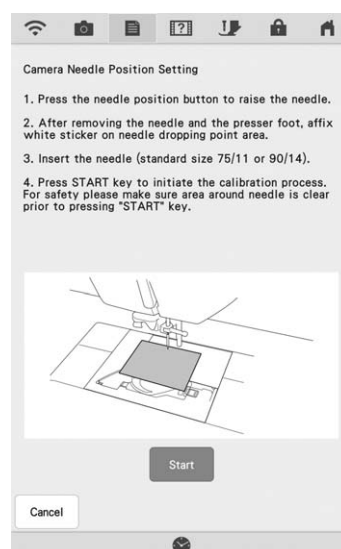 Camera Needle Position Setting
1. Press the needle position button to raise the needle.
2. After removing the needle and the presser foot, affix
white sticker on needle dropping point area.
3. Insert the needle (standard size 75/11 or 90/14).
4. Press START key to initiate the calibration process.
For safety please make sure area around needle is clear
prior to pressing "START" key.
Start
Cancel